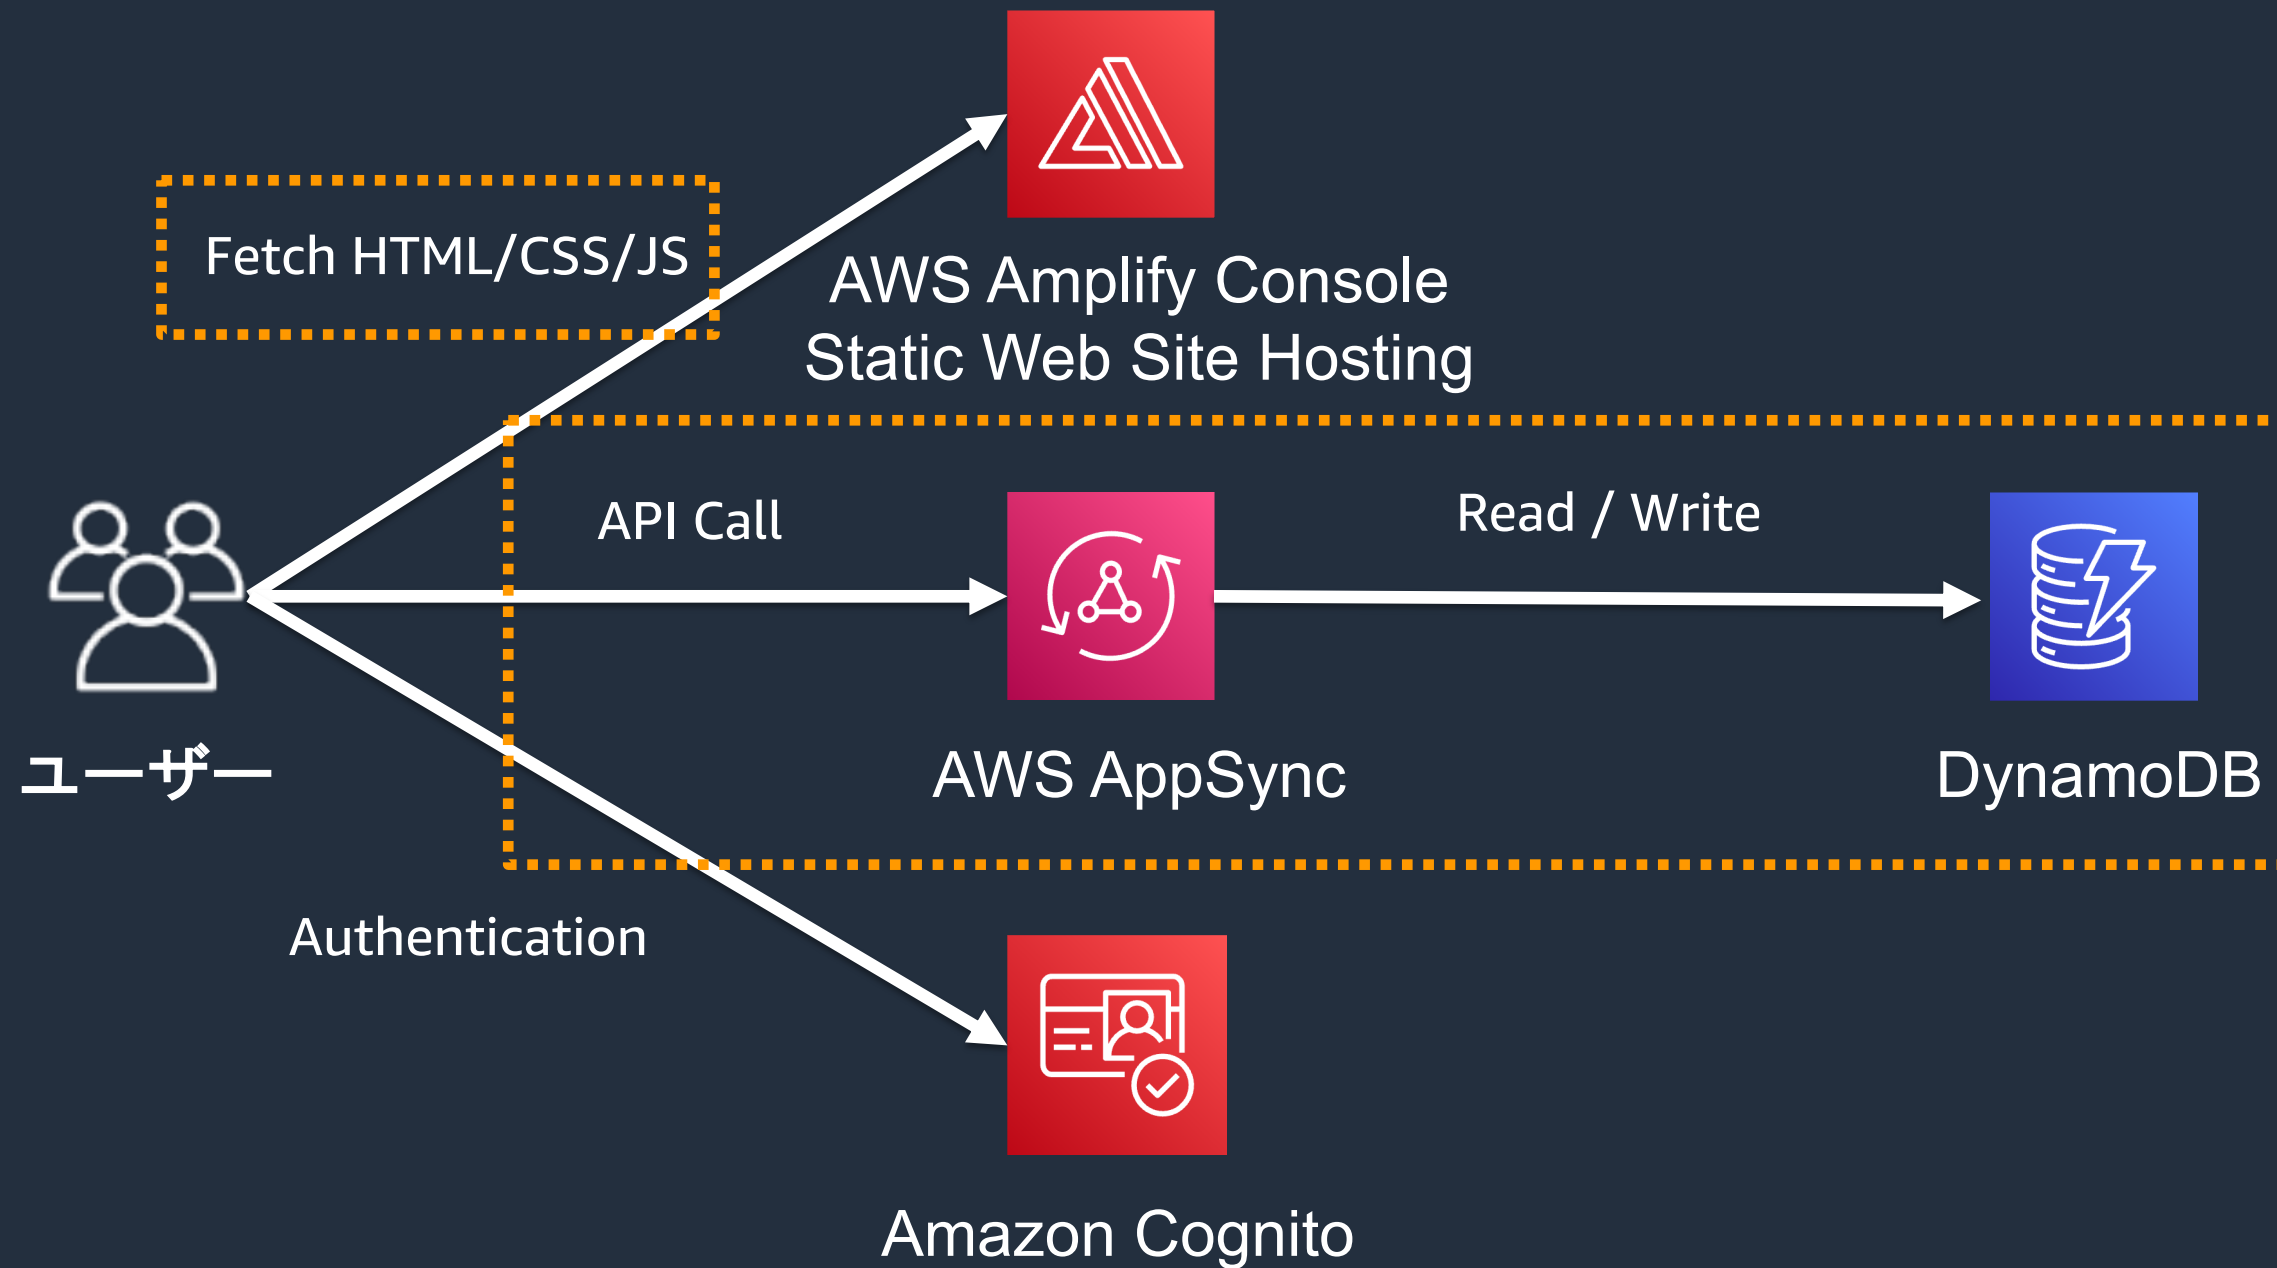 Fetch HTML/CSS/JS
AWS Amplify Console
Static Web Site Hosting
API Call
Read / Write
ユーザー
AWS AppSync
DynamoDB
Authentication
Amazon Cognito